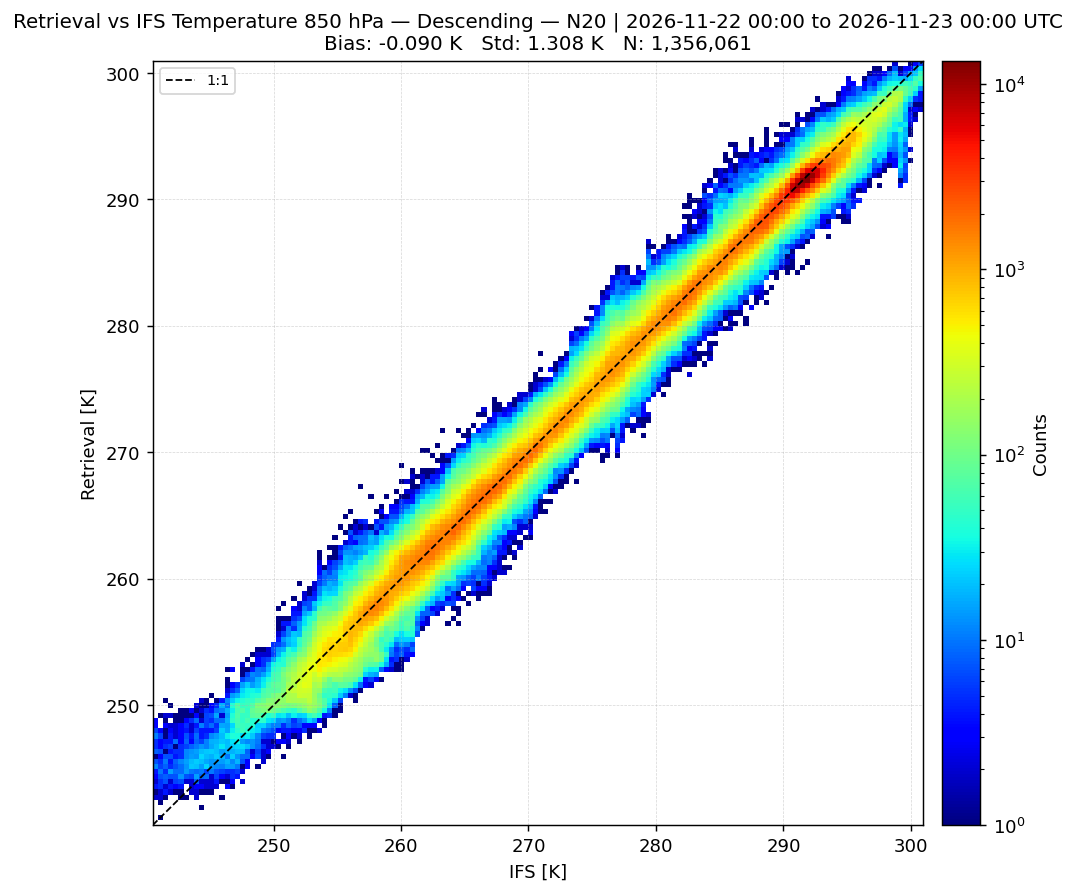 Retrieval vs IFS Temperature 850 hPa — Descending — N20 | 2026-11-22 00:00 to 2026-11-23 00:00 UTC
Bias: -0.090 K   Std: 1.308 K   N: 1,356,061
1:1
300
290
280
270
260
250
Retrieval [K]
250 260 270 280 290 300
IFS [K]
10⁴
10³
10²
10¹
10⁰
Counts